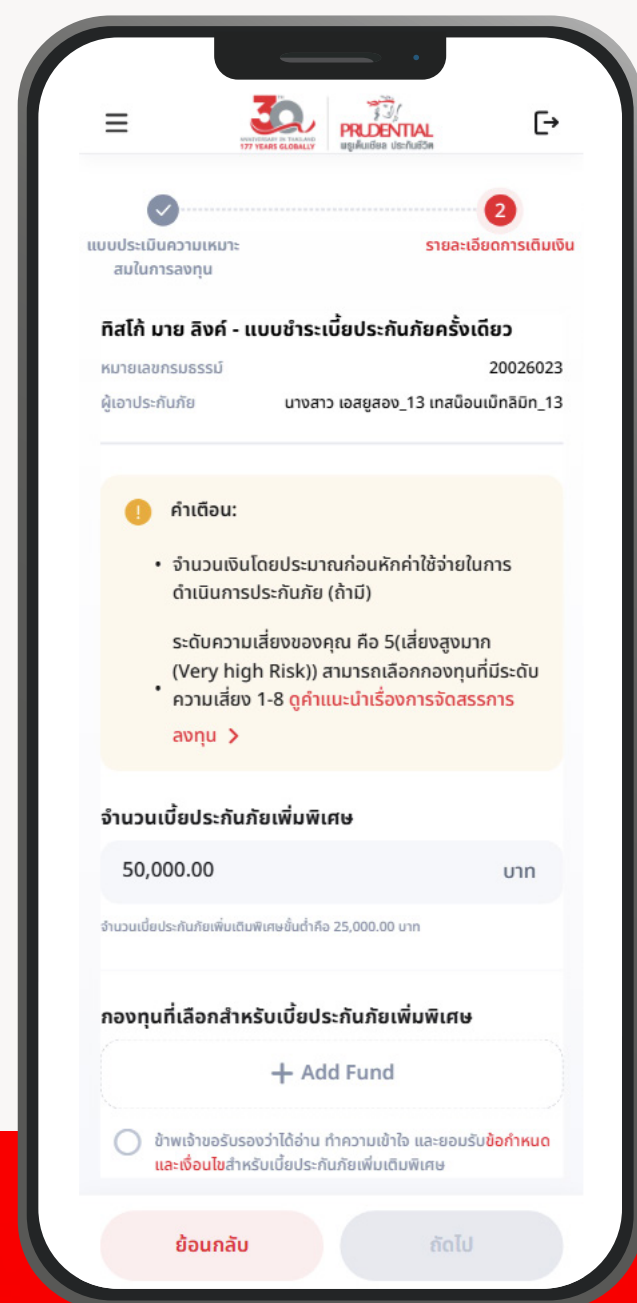 30TH
ANNIVERSARY IN THAILAND
177 YEARS GLOBALLY
PRUDENTIAL
พรูเด็นเชียล ประกันชีวิต
2
แบบประเมินความเหมาะ
สมในการลงทุน
รายละเอียดการเติมเงิน
ทิสโก้ มาย ลิงค์ - แบบชำระเบี้ยประกันภัยครั้งเดียว
หมายเลขกรมธรรม์ 20026023
ผู้เอาประกันภัย นางสาว เอสยูสอง_13 เทสน็อนเม็ทลิมิท_13
คำเตือน:
• จำนวนเงินโดยประมาณก่อนหักค่าใช้จ่ายในการ
ดำเนินการประกันภัย (ถ้ามี)
ระดับความเสี่ยงของคุณ คือ 5(เสี่ยงสูงมาก
(Very high Risk)) สามารถเลือกกองทุนที่มีระดับ
• ความเสี่ยง 1-8 ดูคำแนะนำเรื่องการจัดสรรการ
ลงทุน >
จำนวนเบี้ยประกันภัยเพิ่มพิเศษ
50,000.00 บาท
จำนวนเบี้ยประกันภัยเพิ่มเติมพิเศษขั้นต่ำคือ 25,000.00 บาท
กองทุนที่เลือกสำหรับเบี้ยประกันภัยเพิ่มพิเศษ
+ Add Fund
ข้าพเจ้าขอรับรองว่าได้อ่าน ทำความเข้าใจ และยอมรับข้อกำหนด
และเงื่อนไขสำหรับเบี้ยประกันภัยเพิ่มเติมพิเศษ
ย้อนกลับ
ถัดไป